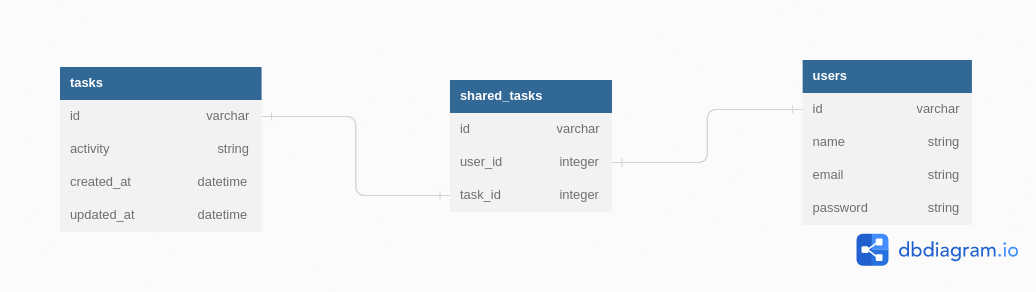 tasks
id varchar
activity string
created_at datetime
updated_at datetime
shared_tasks
id varchar
user_id integer
task_id integer
users
id varchar
name string
email string
password string
dbdiagram.io